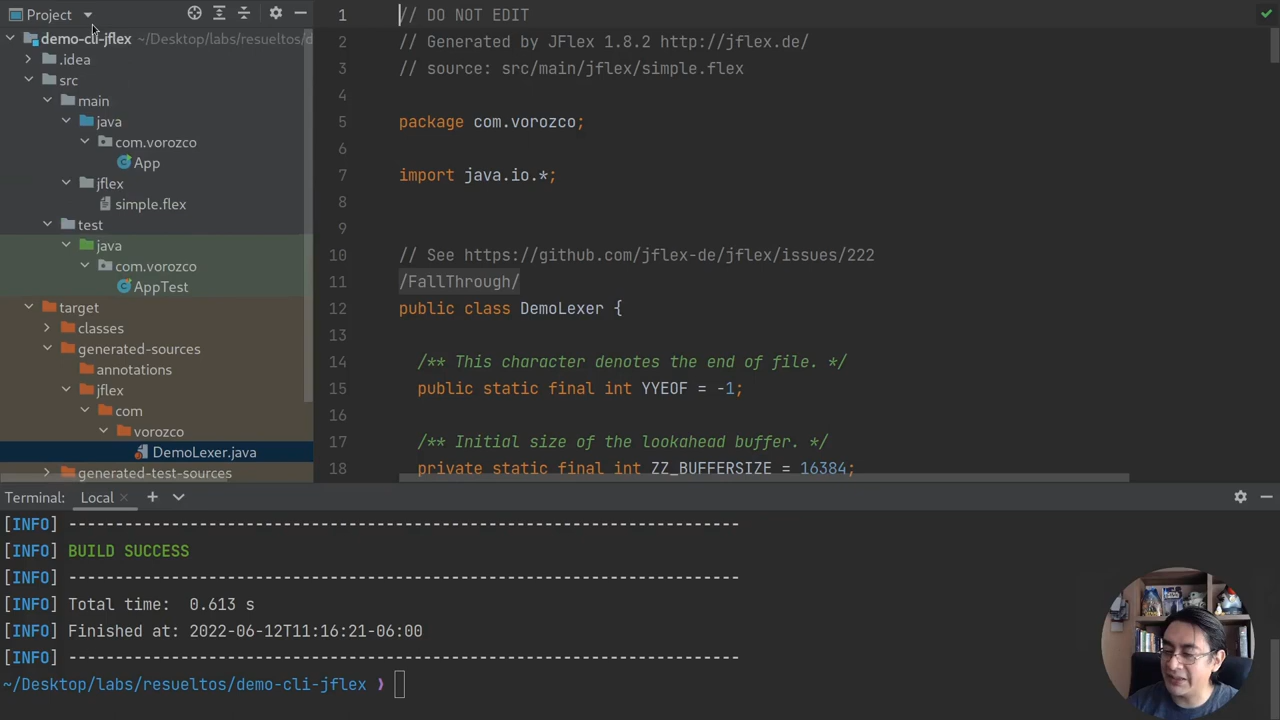 Project
demo-cli-jflex ~/Desktop/labs/resueltos/d
.idea
src
main
java
com.vorozco
App
jflex
simple.flex
test
java
com.vorozco
AppTest
target
classes
generated-sources
annotations
jflex
com
vorozco
DemoLexer.java
generated-test-sources
1 // DO NOT EDIT
2 // Generated by JFlex 1.8.2 http://jflex.de/
3 // source: src/main/jflex/simple.flex
4
5 package com.vorozco;
6
7 import java.io.*;
8
9
10 // See https://github.com/jflex-de/jflex/issues/222
11 /FallThrough/
12 public class DemoLexer {
13
14 /** This character denotes the end of file. */
15 public static final int YYEOF = -1;
16
17 /** Initial size of the lookahead buffer. */
18 private static final int ZZ_BUFFERSIZE = 16384;
Terminal: Local
[INFO] ------------------------------------------------------------------------
[INFO] BUILD SUCCESS
[INFO] ------------------------------------------------------------------------
[INFO] Total time:  0.613 s
[INFO] Finished at: 2022-06-12T11:16:21-06:00
[INFO] ------------------------------------------------------------------------
~/Desktop/labs/resueltos/demo-cli-jflex ❯